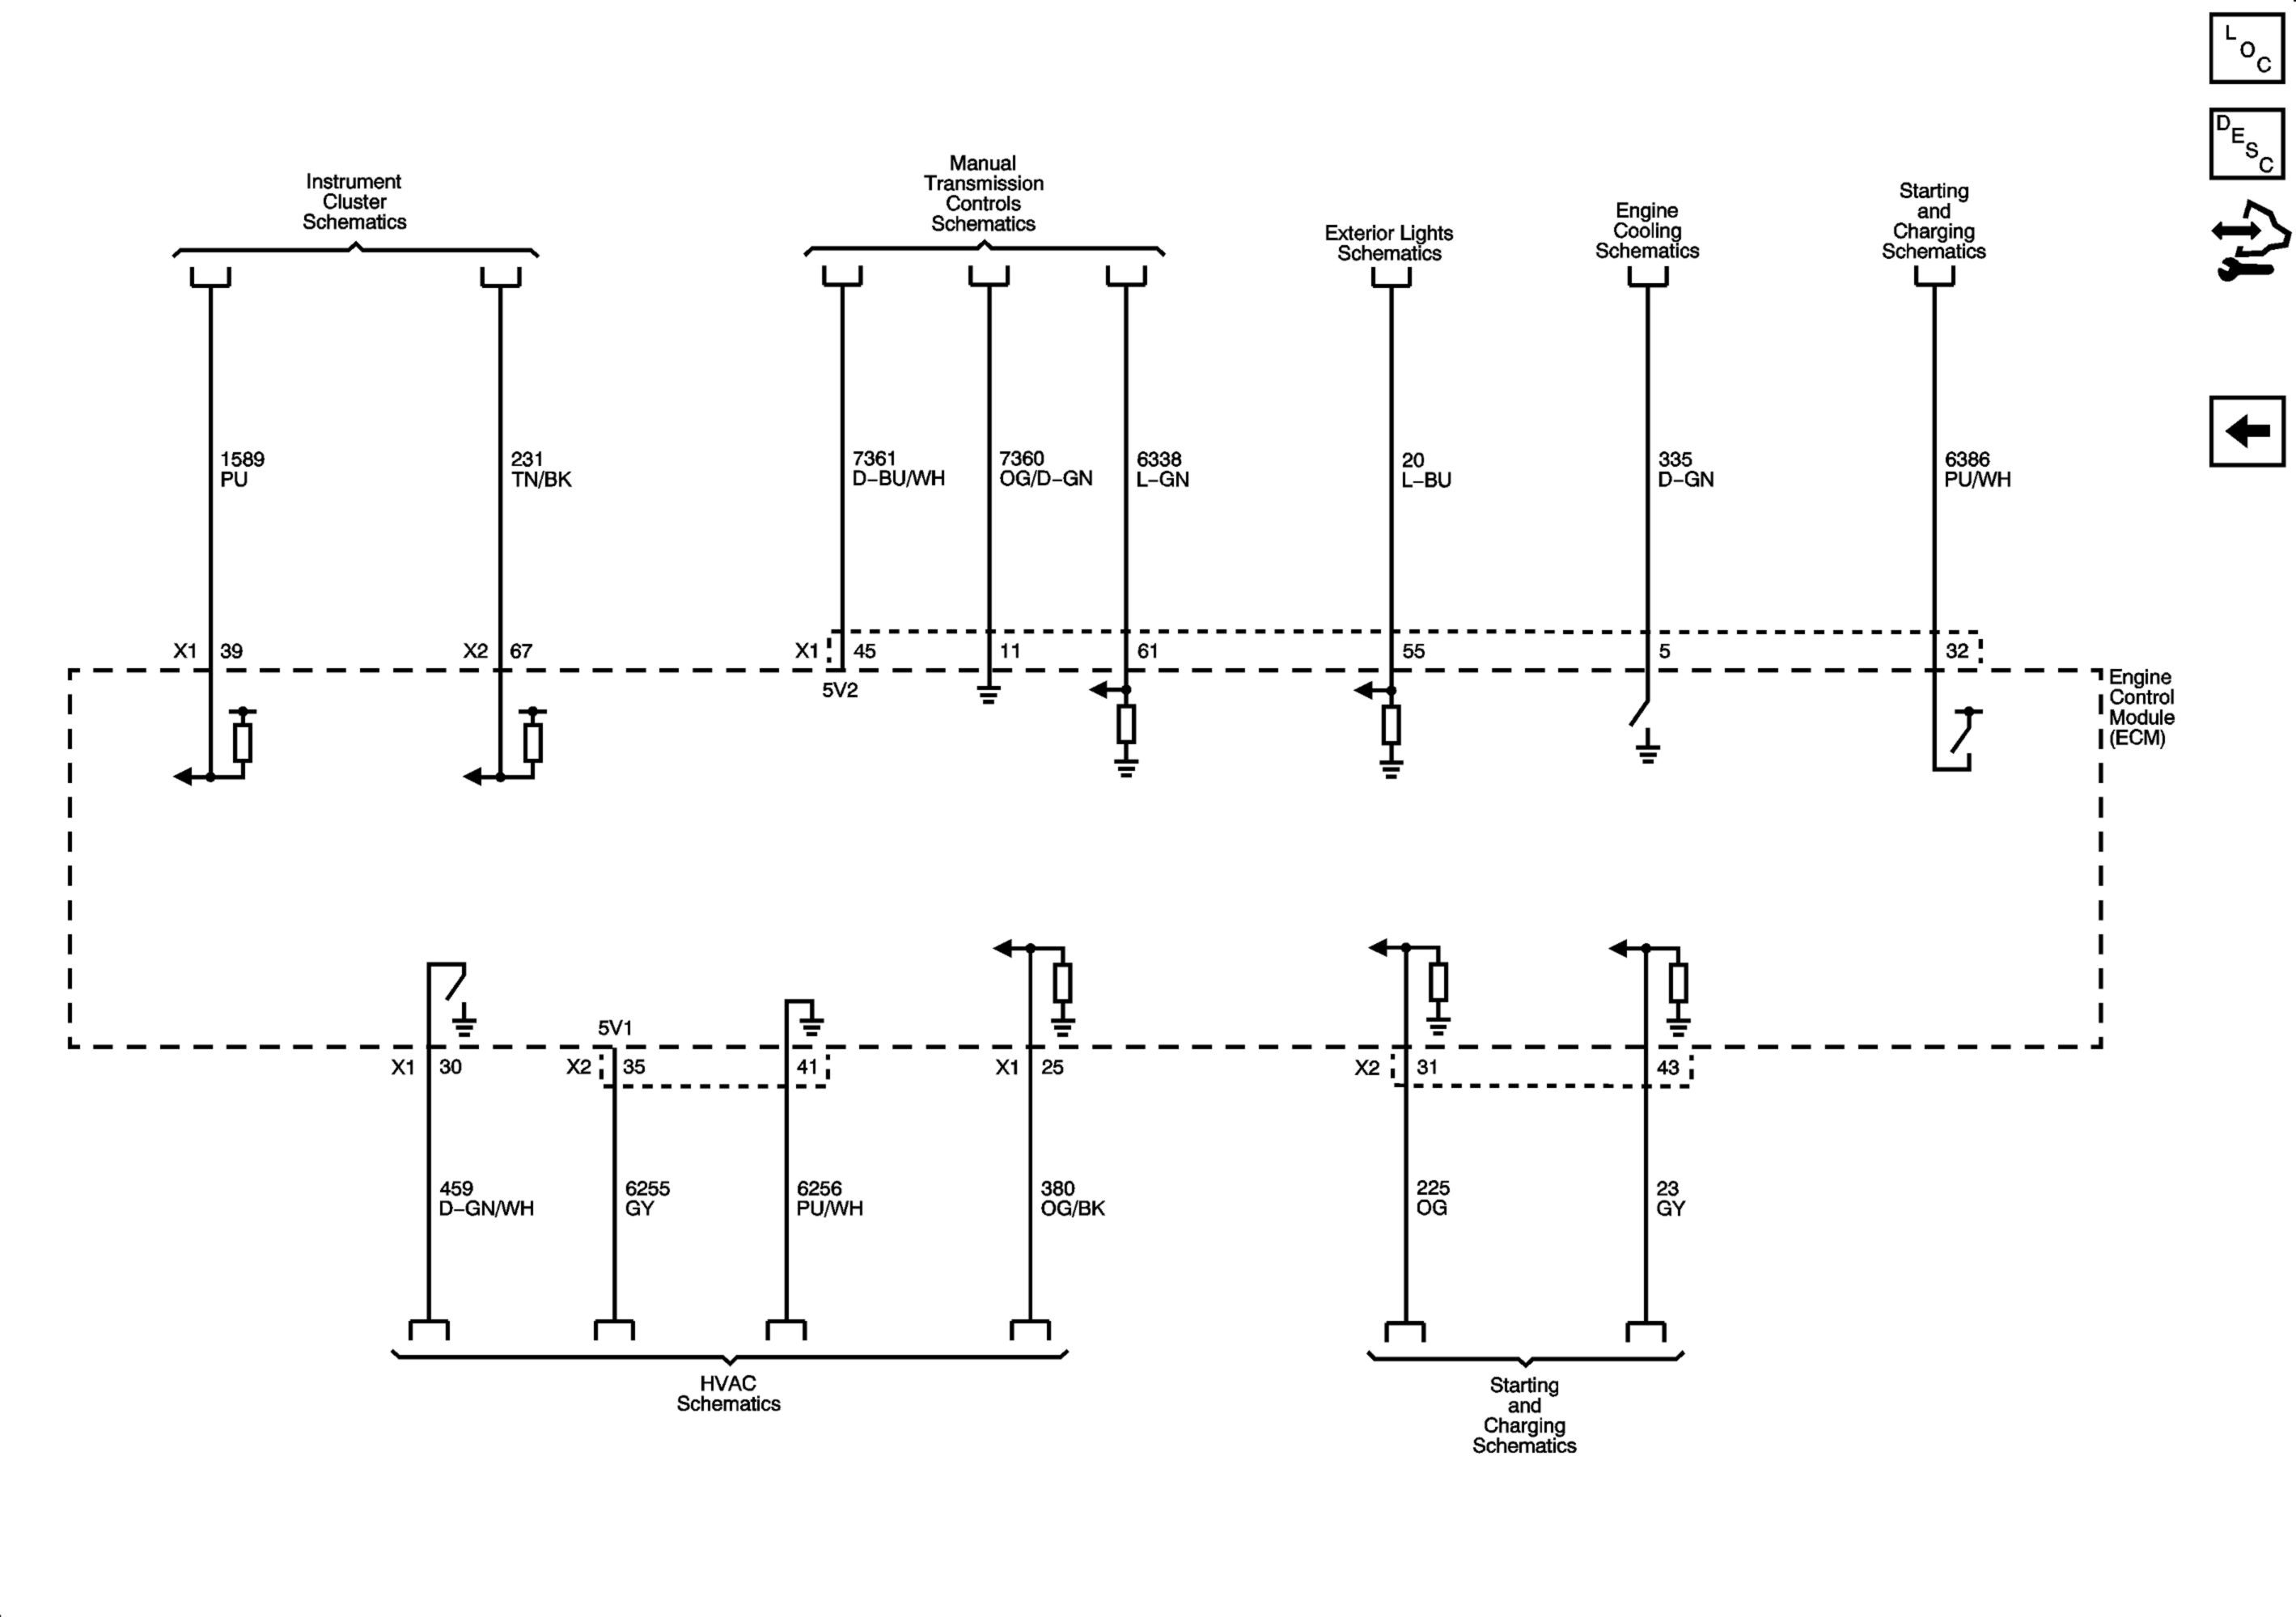 LOC
DESC
Instrument
Cluster
Schematics
Manual
Transmission
Controls
Schematics
Exterior Lights
Schematics
Engine
Cooling
Schematics
Starting
and
Charging
Schematics
1589
PU
231
TN/BK
7361
D–BU/WH
7360
OG/D–GN
6338
L–GN
20
L–BU
335
D–GN
6386
PU/WH
X1 39
X2 67
X1 45 11 61 55 5 32
5V2
Engine
Control
Module
(ECM)
5V1
X1 30
X2 35 41
X1 25
X2 31 43
459
D–GN/WH
6255
GY
6256
PU/WH
380
OG/BK
225
OG
23
GY
HVAC
Schematics
Starting
and
Charging
Schematics